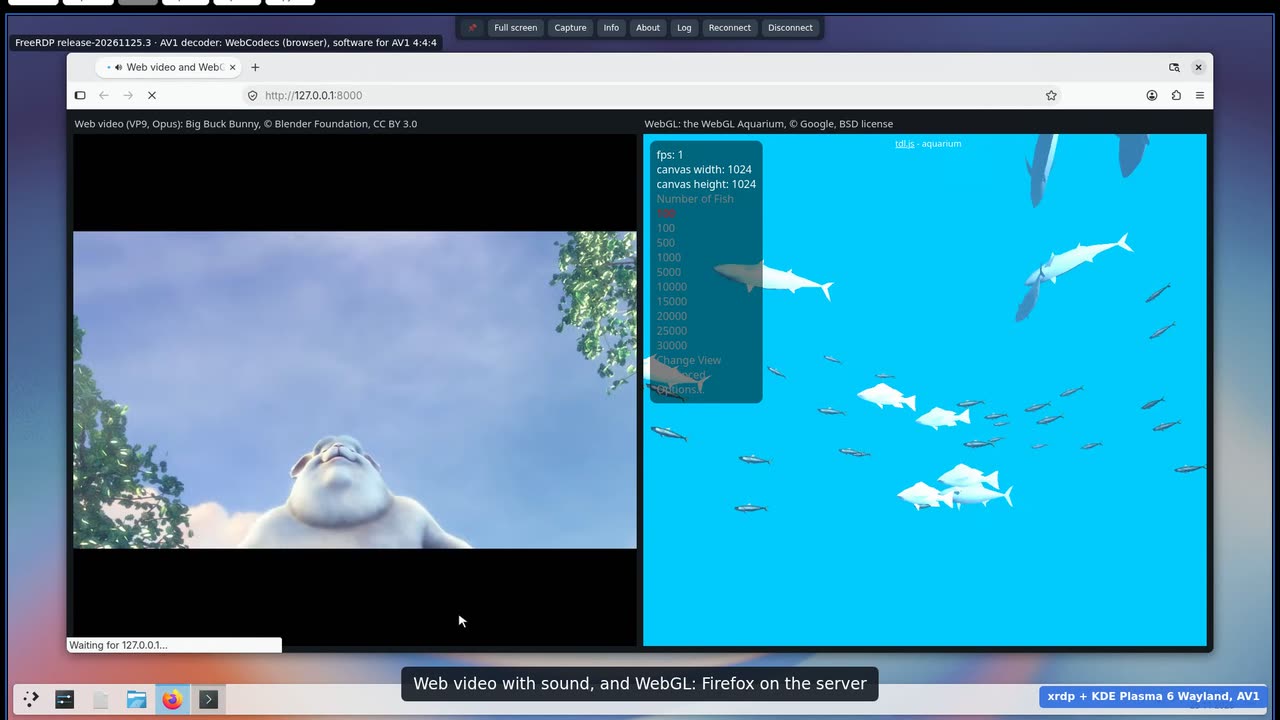 Full screen
Capture
Info
About
Log
Reconnect
Disconnect
FreeRDP release-20261125.3 · AV1 decoder: WebCodecs (browser), software for AV1 4:4:4
Web video and WebG
http://127.0.0.1:8000
Web video (VP9, Opus): Big Buck Bunny, © Blender Foundation, CC BY 3.0
WebGL: the WebGL Aquarium, © Google, BSD license
tdl.js - aquarium
fps: 1
canvas width: 1024
canvas height: 1024
Number of Fish
100
500
1000
5000
10000
15000
20000
25000
30000
Change View
Options...
Waiting for 127.0.0.1...
Web video with sound, and WebGL: Firefox on the server
xrdp + KDE Plasma 6 Wayland, AV1